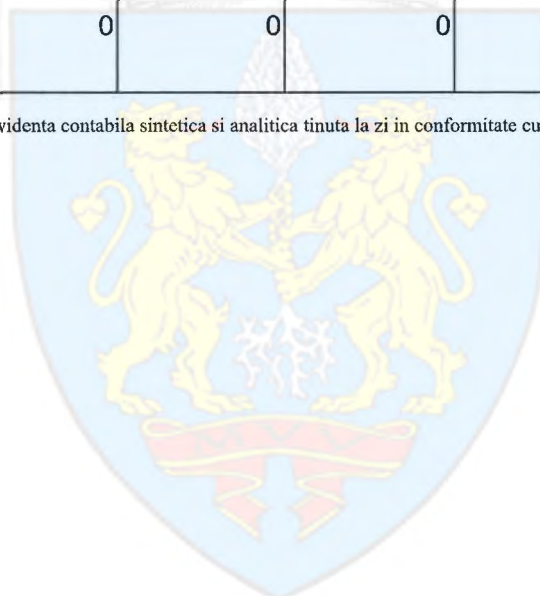 0 0 0
videnta contabila sintetica si analitica tinuta la zi in conformitate cu